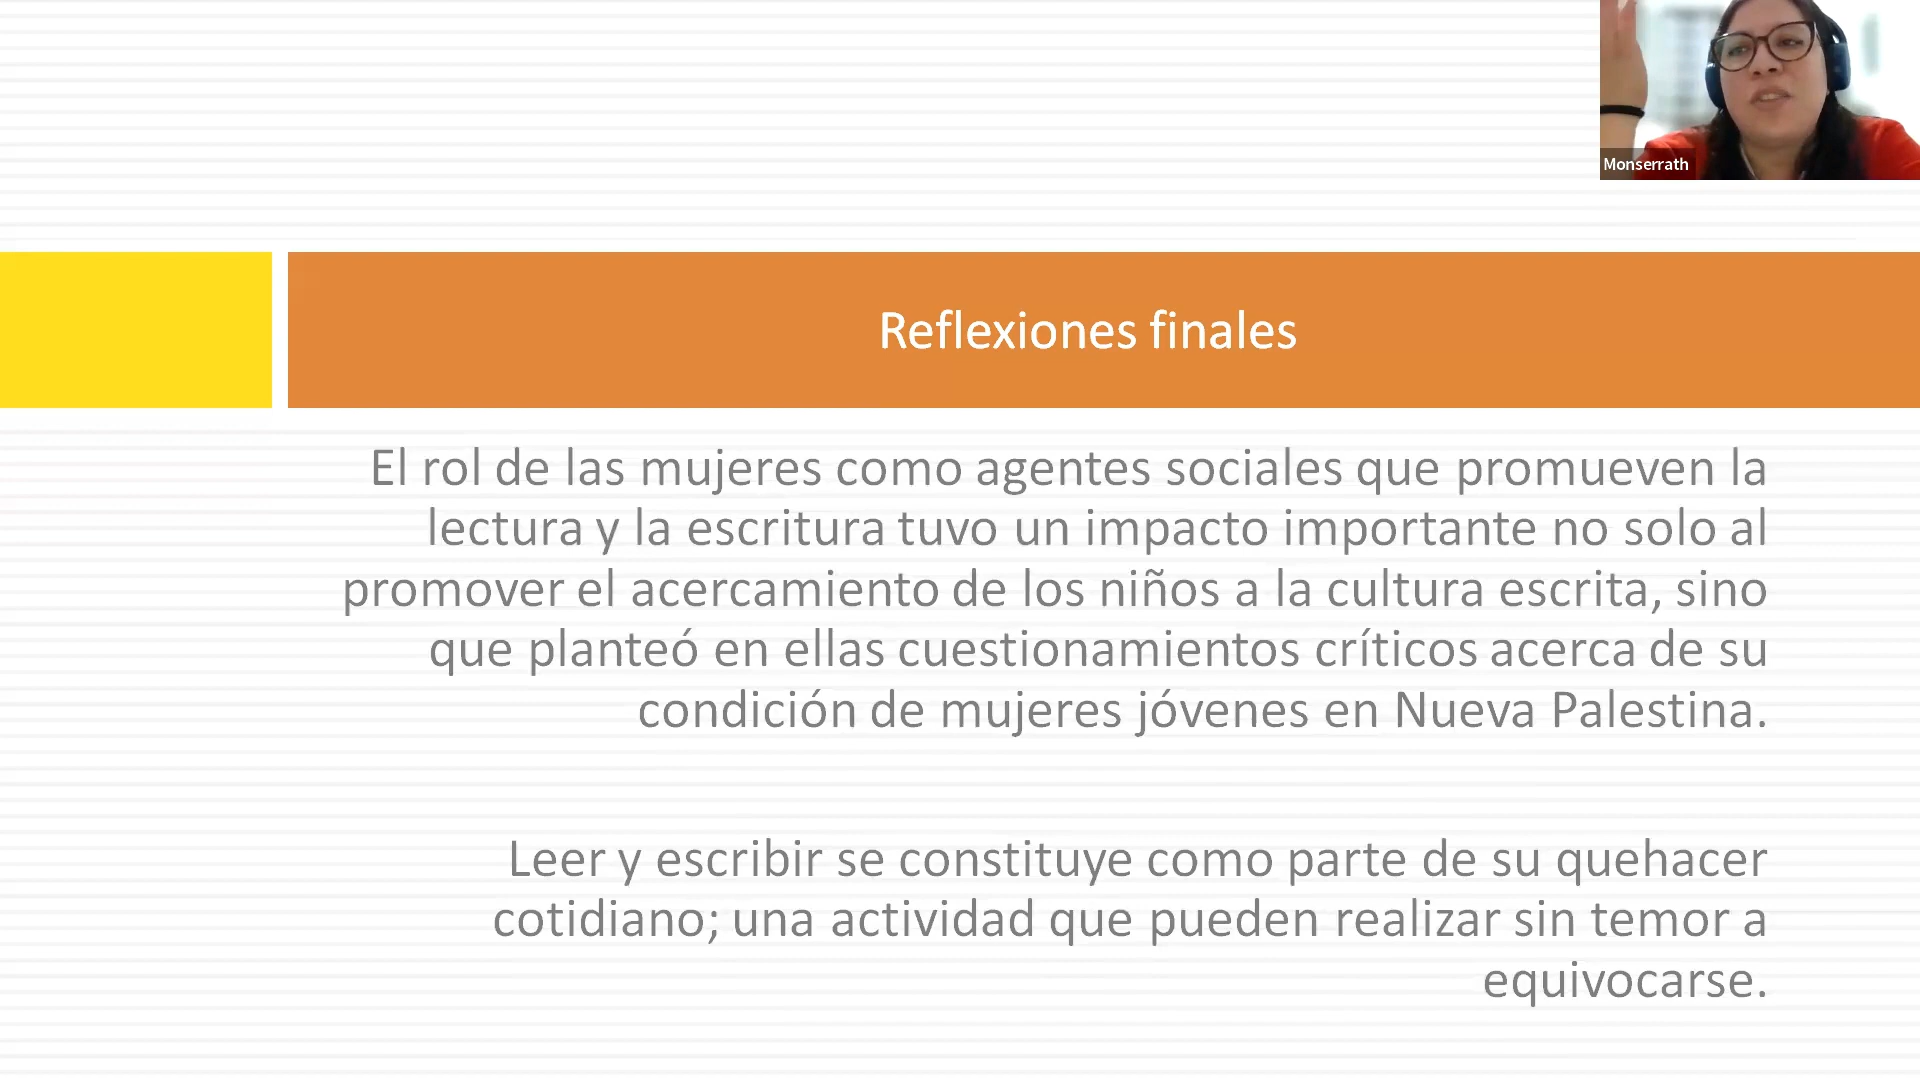 Monserrath
Reflexiones finales
El rol de las mujeres como agentes sociales que promueven la
lectura y la escritura tuvo un impacto importante no solo al
promover el acercamiento de los niños a la cultura escrita, sino
que planteó en ellas cuestionamientos críticos acerca de su
condición de mujeres jóvenes en Nueva Palestina.
Leer y escribir se constituye como parte de su quehacer
cotidiano; una actividad que pueden realizar sin temor a
equivocarse.